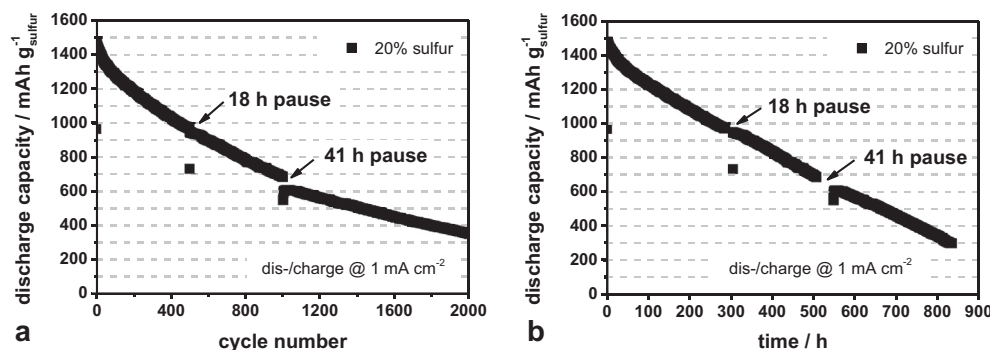 1600
1400
1200
1000
800
600
400
200
0
discharge capacity / mAh g⁻¹sulfur
20% sulfur
18 h pause
41 h pause
dis-/charge @ 1 mA cm⁻²
0 400 800 1200 1600 2000
cycle number
a
1600
1400
1200
1000
800
600
400
200
0
discharge capacity / mAh g⁻¹sulfur
20% sulfur
18 h pause
41 h pause
dis-/charge @ 1 mA cm⁻²
0 100 200 300 400 500 600 700 800 900
time / h
b